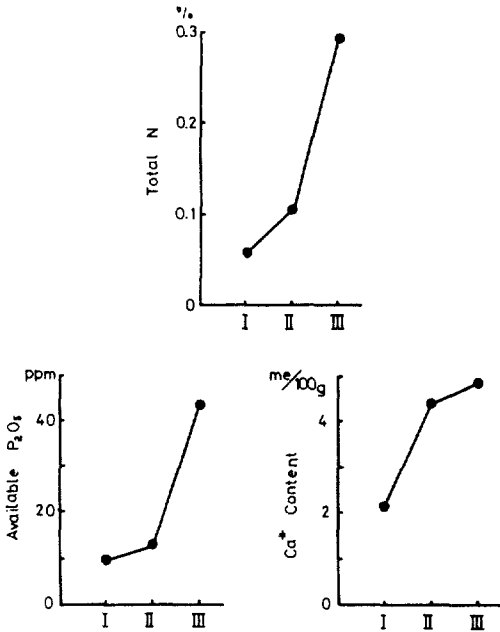 %
0.3
0.2
0.1
0
Total N
I II III
ppm
40
20
0
Available P₂O₅
I II III
me/100g
4
2
0
Ca⁺ Content
I II III